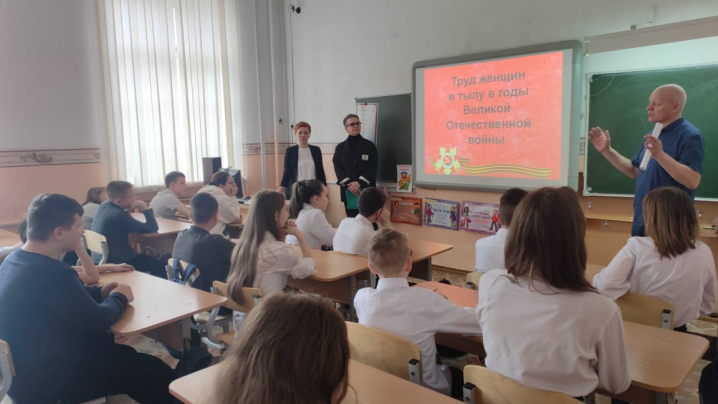 Труд женщин
в тылу в годы
Великой
Отечественной
войны